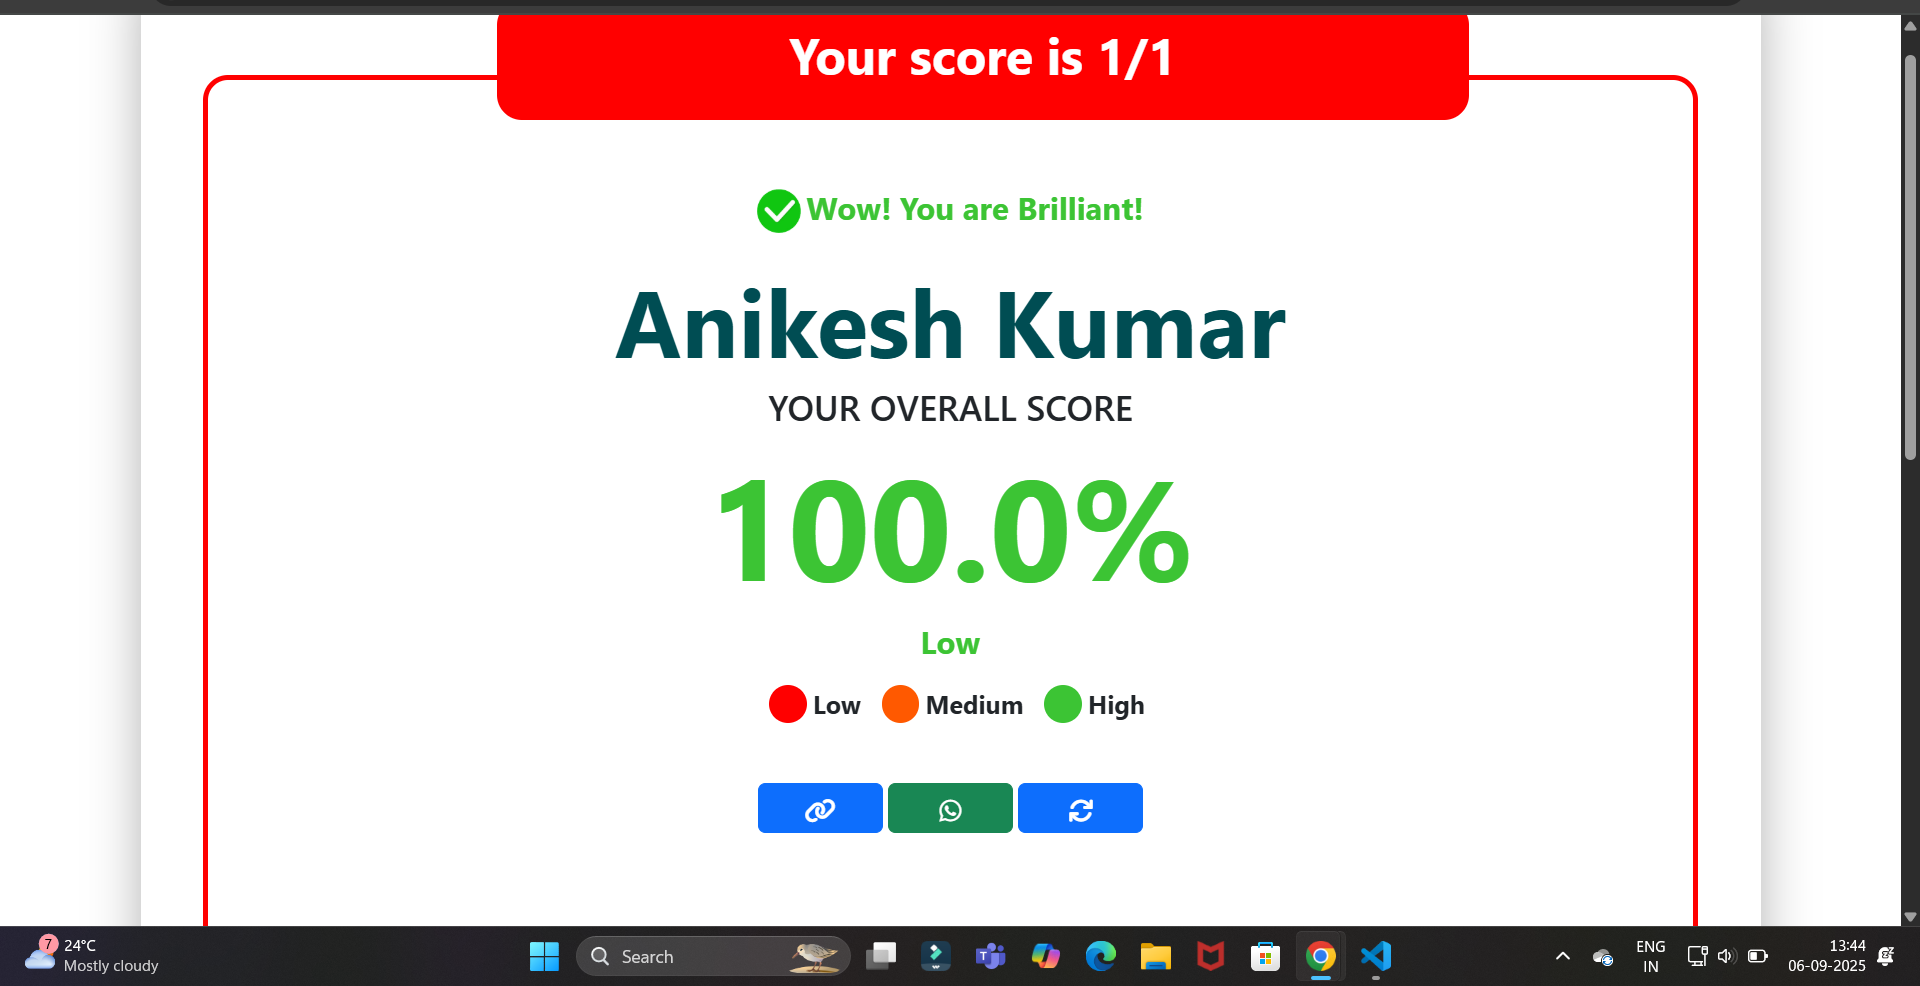 Your score is 1/1
Wow! You are Brilliant!
Anikesh Kumar
YOUR OVERALL SCORE
100.0%
Low
Low Medium High
7
24°C
Mostly cloudy
Search
ENG
IN
13:44
06-09-2025